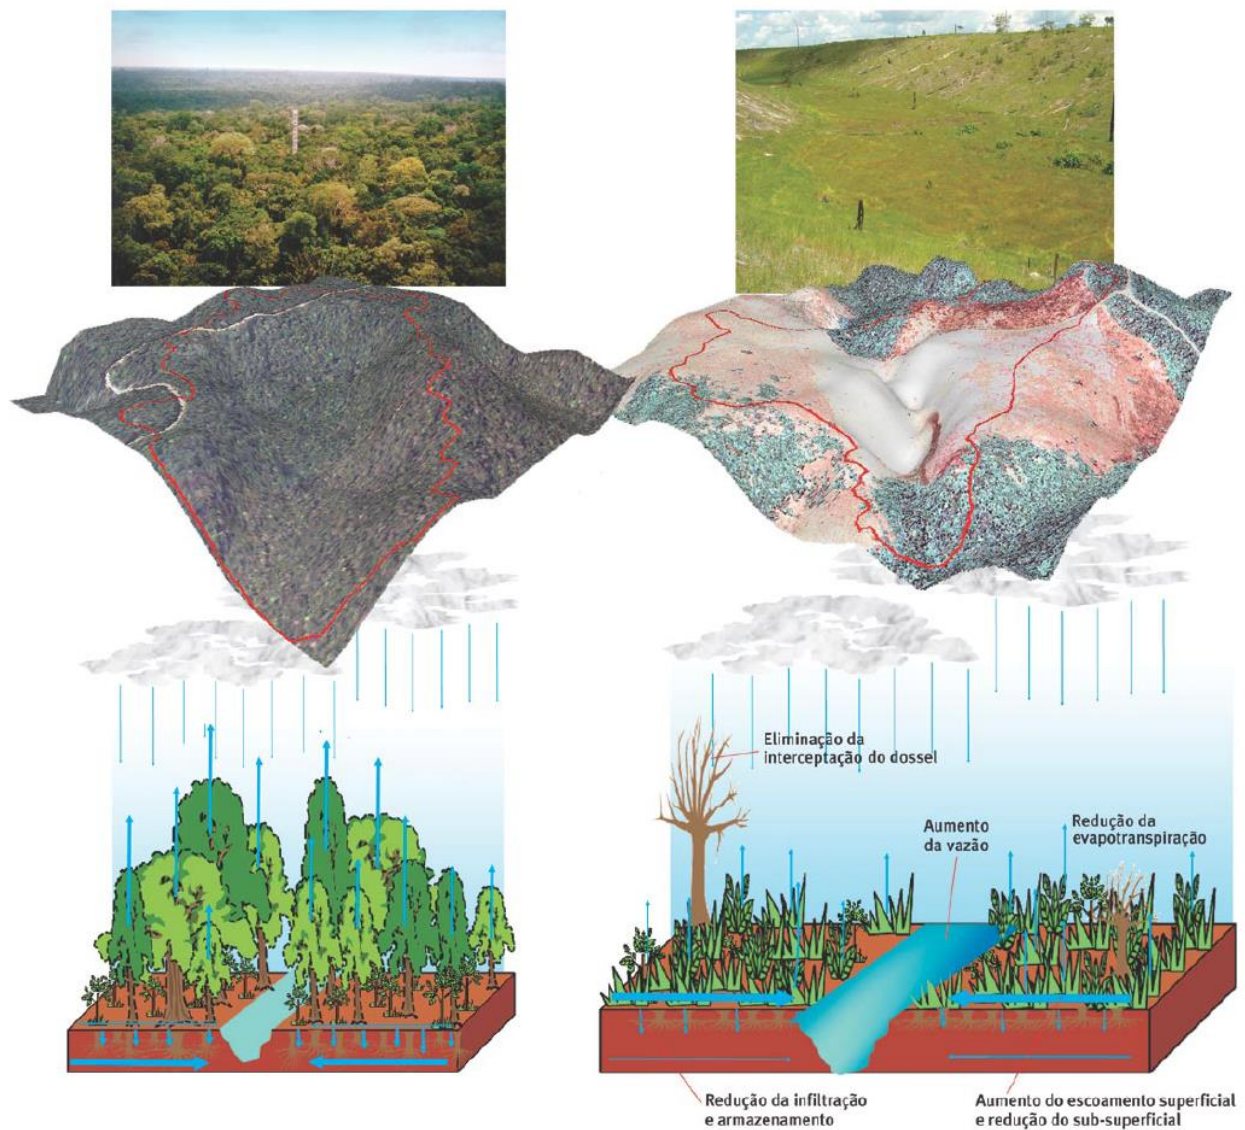 Eliminação da
interceptação do dossel
Aumento
da vazão
Redução da
evapotranspiração
Redução da infiltração
e armazenamento
Aumento do escoamento superficial
e redução do sub-superficial